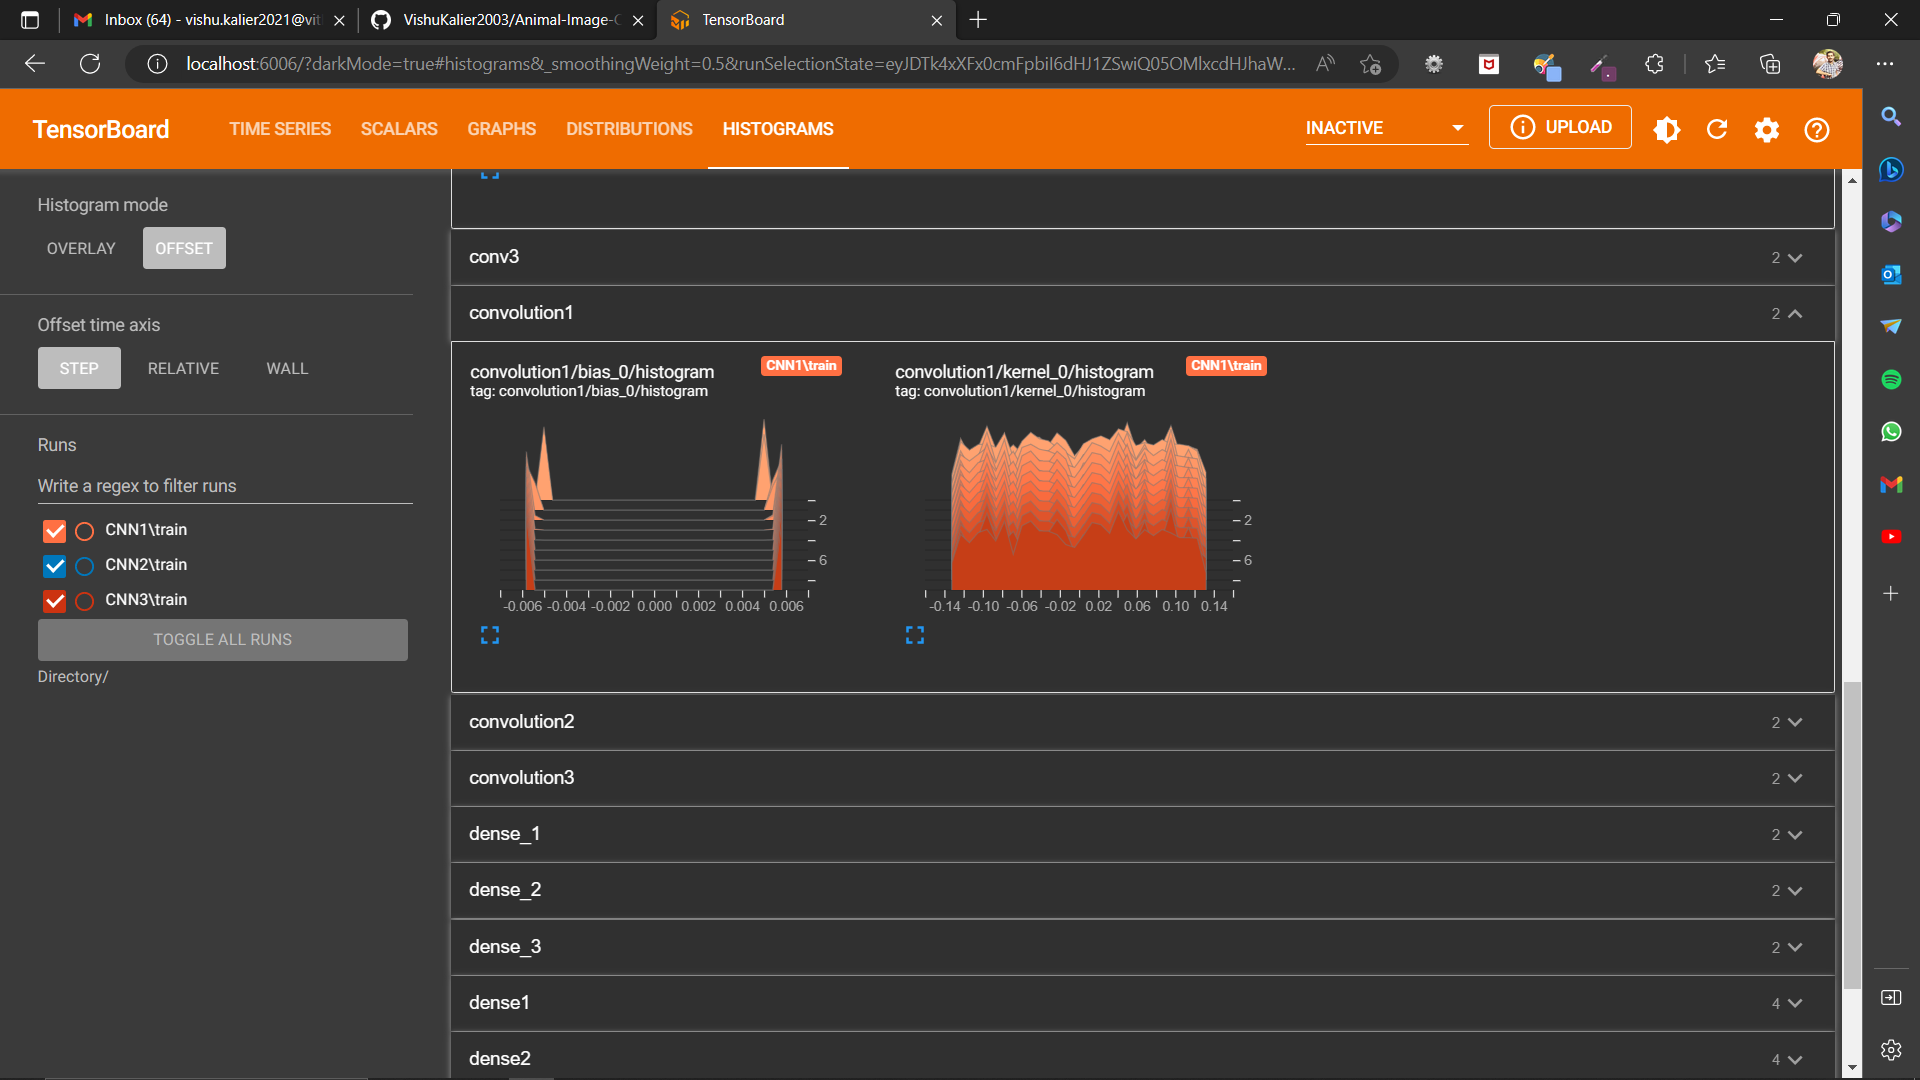 Inbox (64) - vishu.kalier2021@vit
VishuKalier2003/Animal-Image-C
TensorBoard
localhost:6006/?darkMode=true#histograms&_smoothingWeight=0.5&runSelectionState=eyJDTk4xXFx0cmFpbiI6dHJ1ZSwiQ05OMlxcdHJhaW...
TensorBoard
TIME SERIES
SCALARS
GRAPHS
DISTRIBUTIONS
HISTOGRAMS
INACTIVE
UPLOAD
Histogram mode
OVERLAY
OFFSET
Offset time axis
STEP
RELATIVE
WALL
Runs
Write a regex to filter runs
CNN1\train
CNN2\train
CNN3\train
TOGGLE ALL RUNS
Directory/
conv3
2
convolution1
2
convolution1/bias_0/histogram
CNN1\train
tag: convolution1/bias_0/histogram
2
6
-0.006 -0.004 -0.002 0.000 0.002 0.004 0.006
convolution1/kernel_0/histogram
CNN1\train
tag: convolution1/kernel_0/histogram
2
6
-0.14 -0.10 -0.06 -0.02 0.02 0.06 0.10 0.14
convolution2
2
convolution3
2
dense_1
2
dense_2
2
dense_3
2
dense1
4
dense2
4